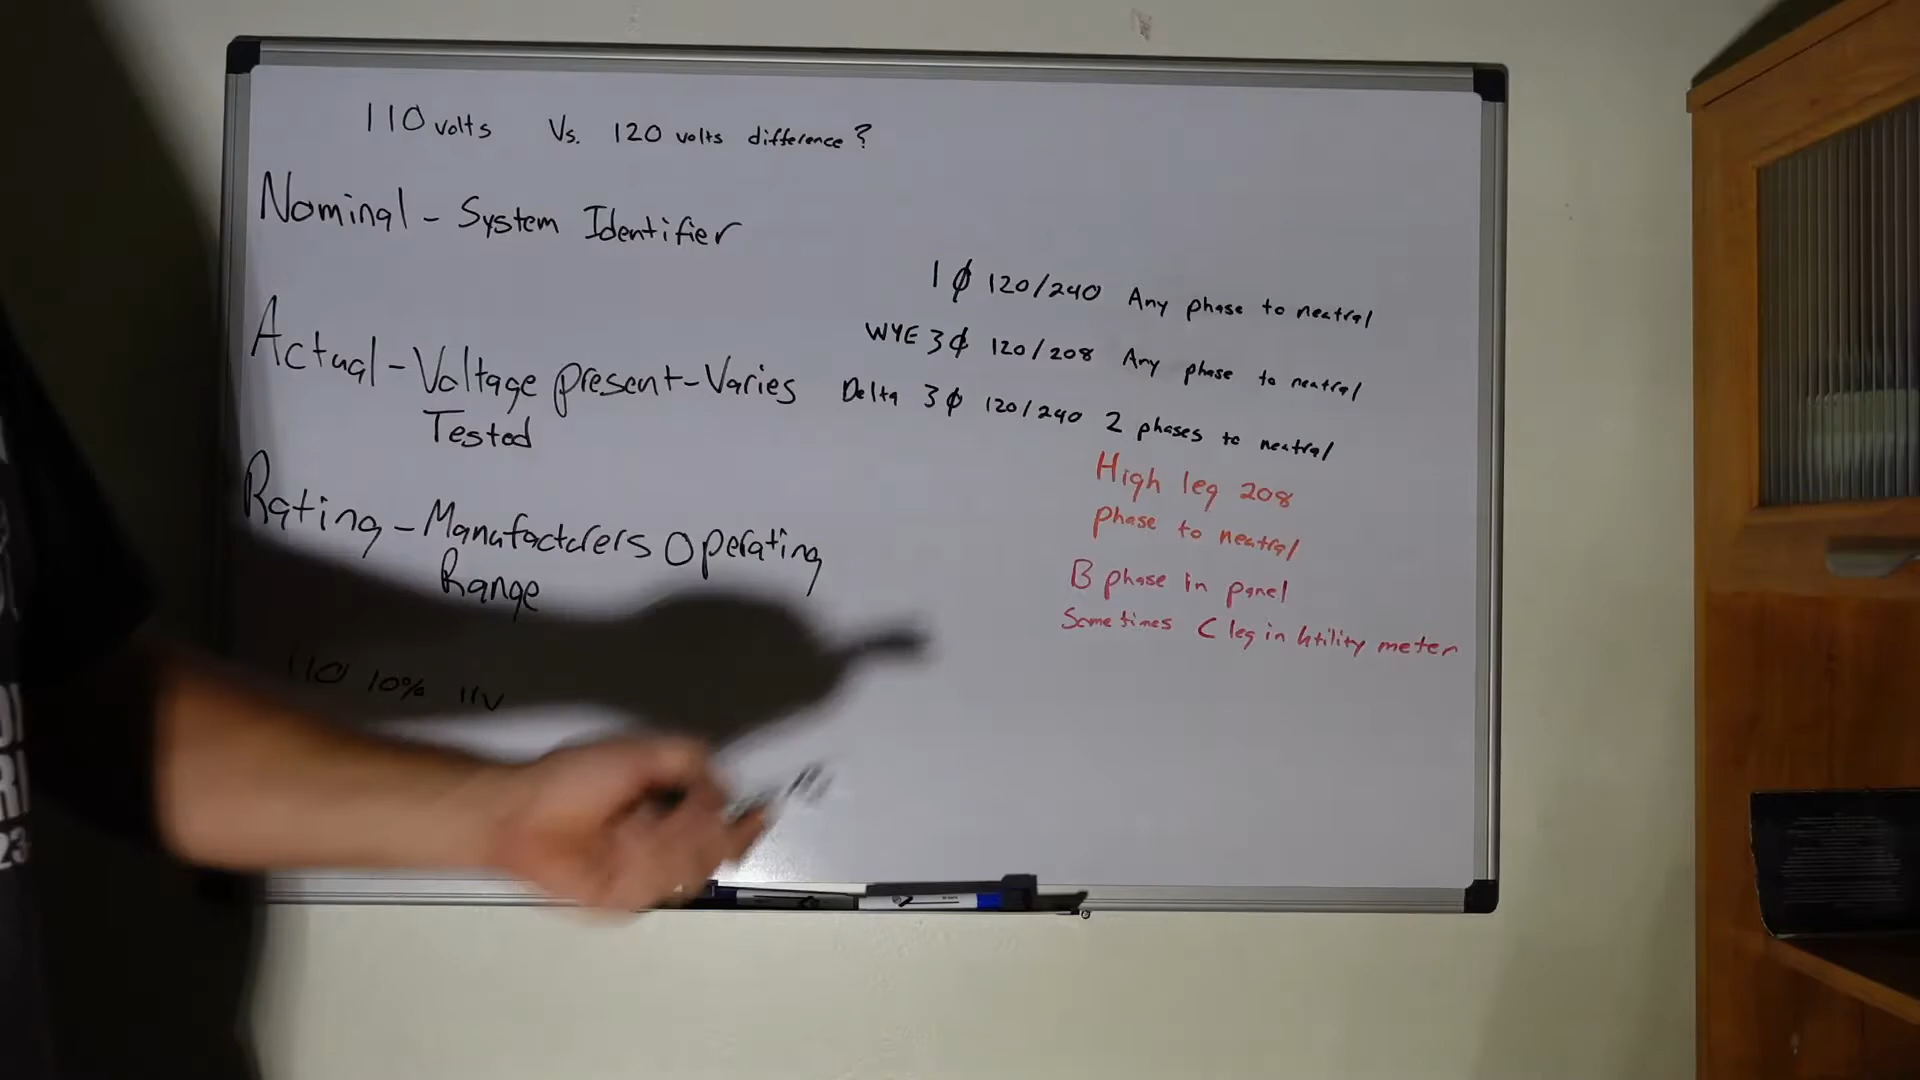 110 volts Vs. 120 volts difference?
Nominal - System Identifier
Actual - Voltage present - Varies
Tested
Rating - Manufacturers Operating
Range
110 10% 11V
1 ϕ 120/240 Any phase to neutral
WYE 3 ϕ 120/208 Any phase to neutral
Delta 3 ϕ 120/240 2 phases to neutral
High leg 208
phase to neutral
B phase in panel
Some times C leg in utility meter
23